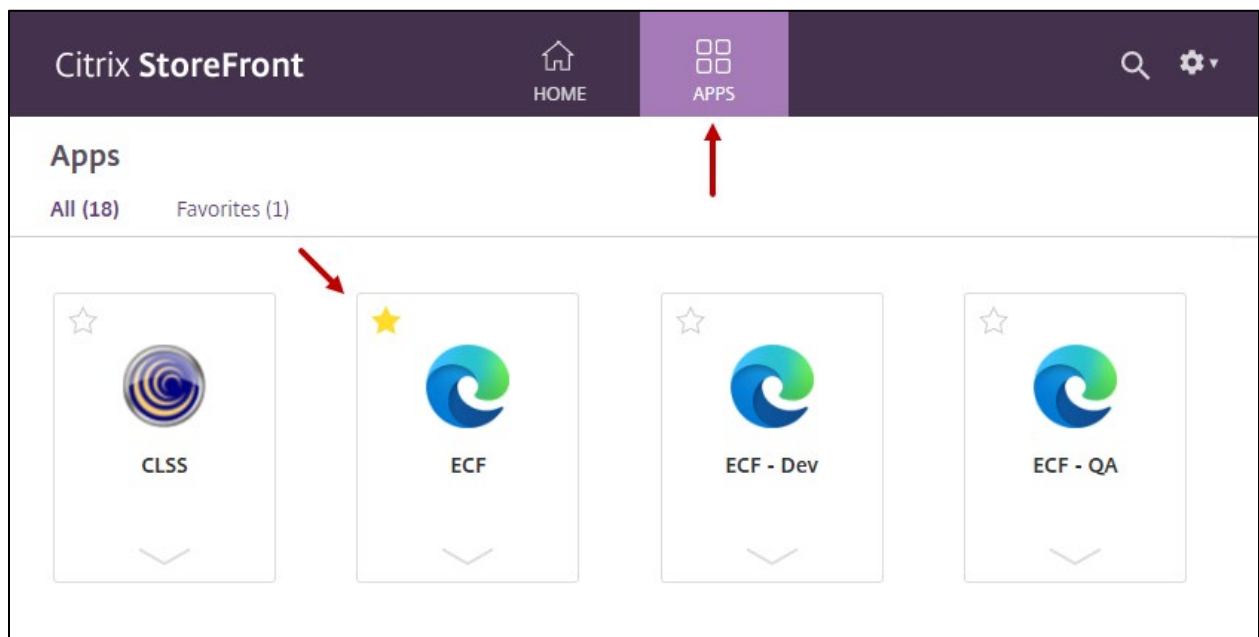 Citrix StoreFront
HOME
APPS
Apps
All (18) Favorites (1)
CLSS
ECF
ECF - Dev
ECF - QA